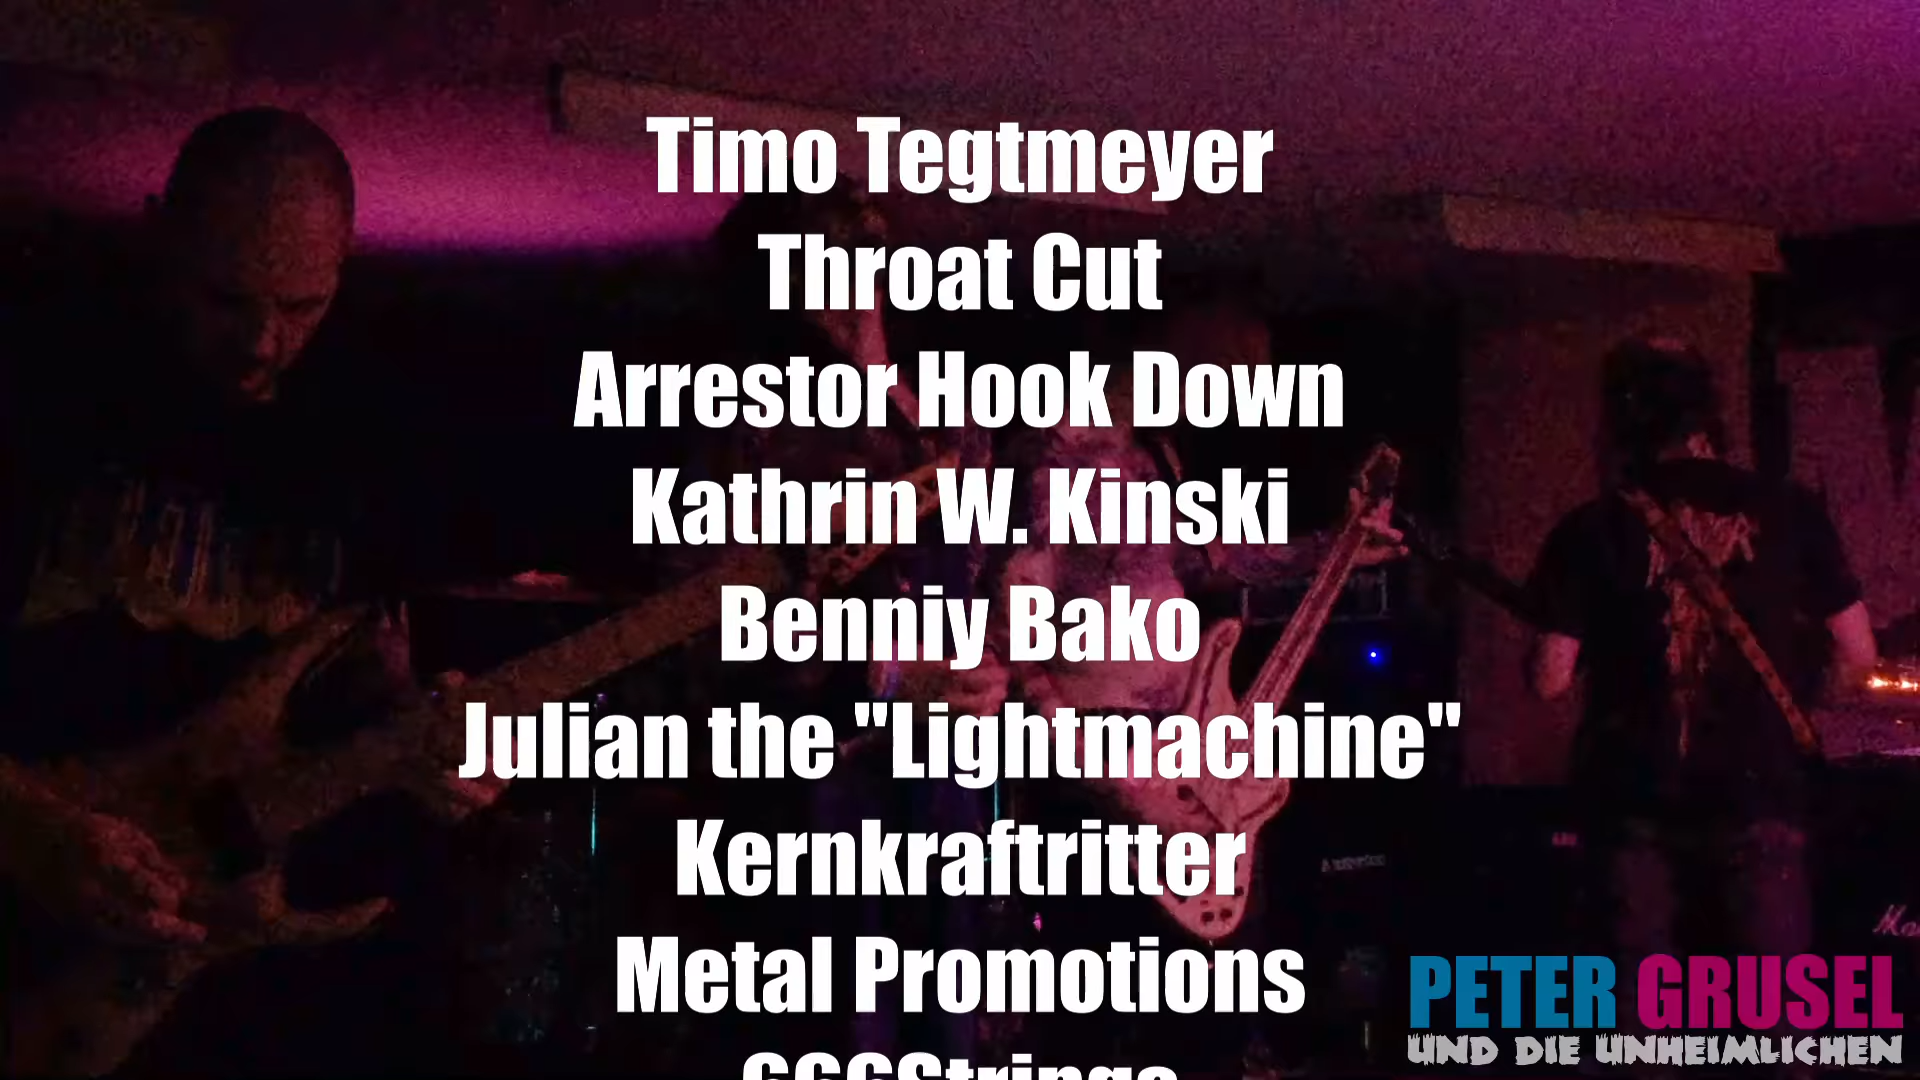 Timo Tegtmeyer
Throat Cut
Arrestor Hook Down
Kathrin W. Kinski
Benniy Bako
Julian the "Lightmachine"
Kernkraftritter
Metal Promotions
666Strings
PETER GRUSEL
UND DIE UNHEIMLICHEN